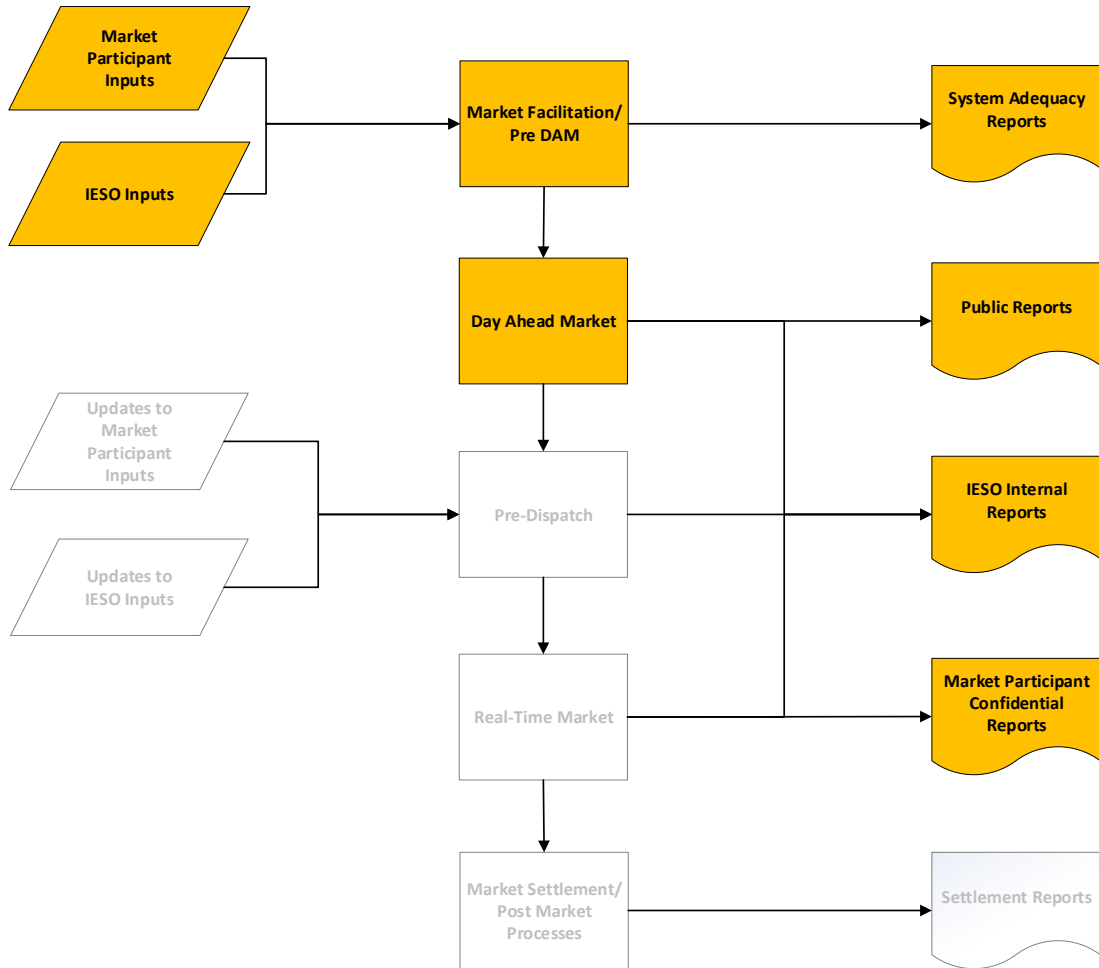 Market
Participant
Inputs
IESO Inputs
Market Facilitation/
Pre DAM
System Adequacy
Reports
Day Ahead Market
Public Reports
Updates to
Market
Participant
Inputs
Updates to
IESO Inputs
Pre-Dispatch
IESO Internal
Reports
Real-Time Market
Market Participant
Confidential
Reports
Market Settlement/
Post Market
Processes
Settlement Reports